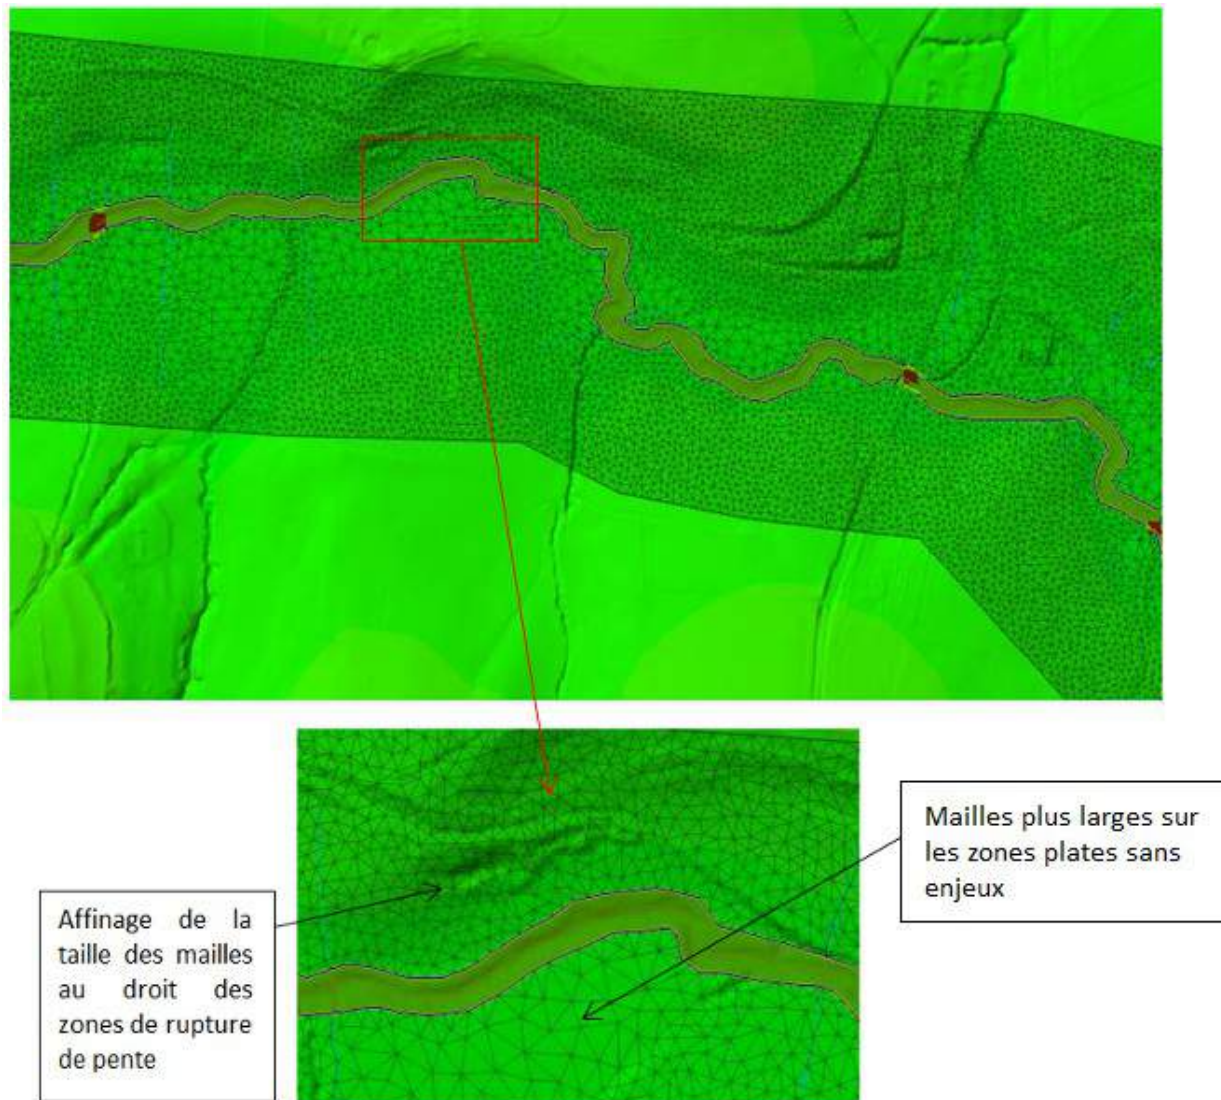 Mailles plus larges sur
les zones plates sans
enjeux
Affinage de la
taille des mailles
au droit des
zones de rupture
de pente